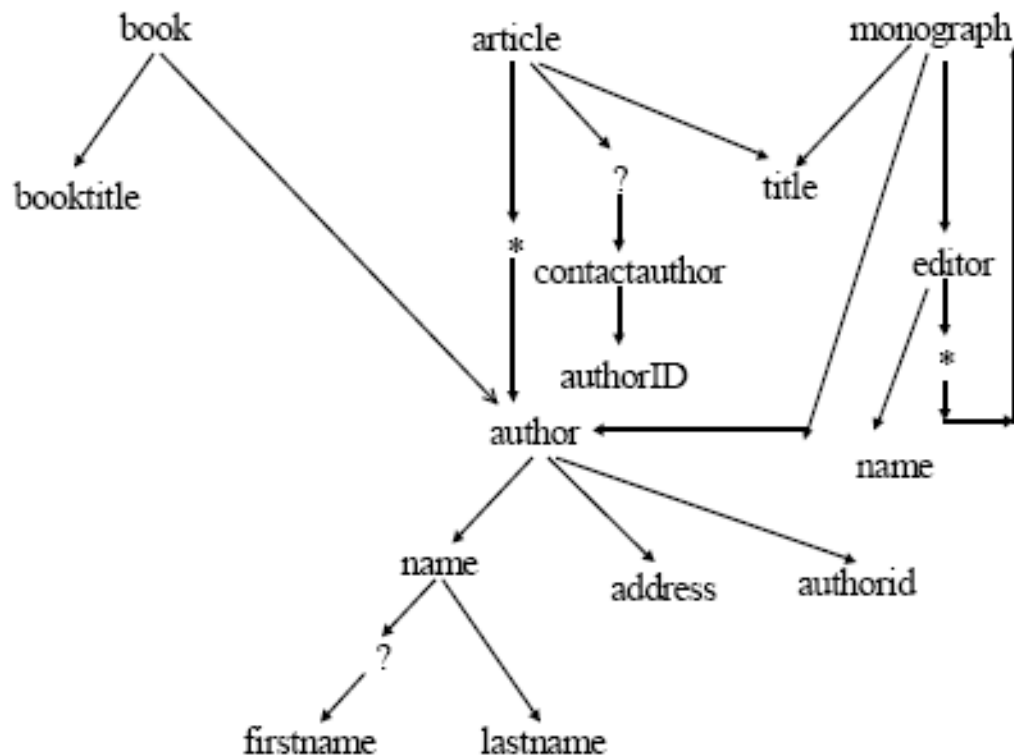 book
article
monograph
?
title
booktitle
*
contactauthor
editor
*
authorID
author
name
name
address
authorid
?
firstname
lastname